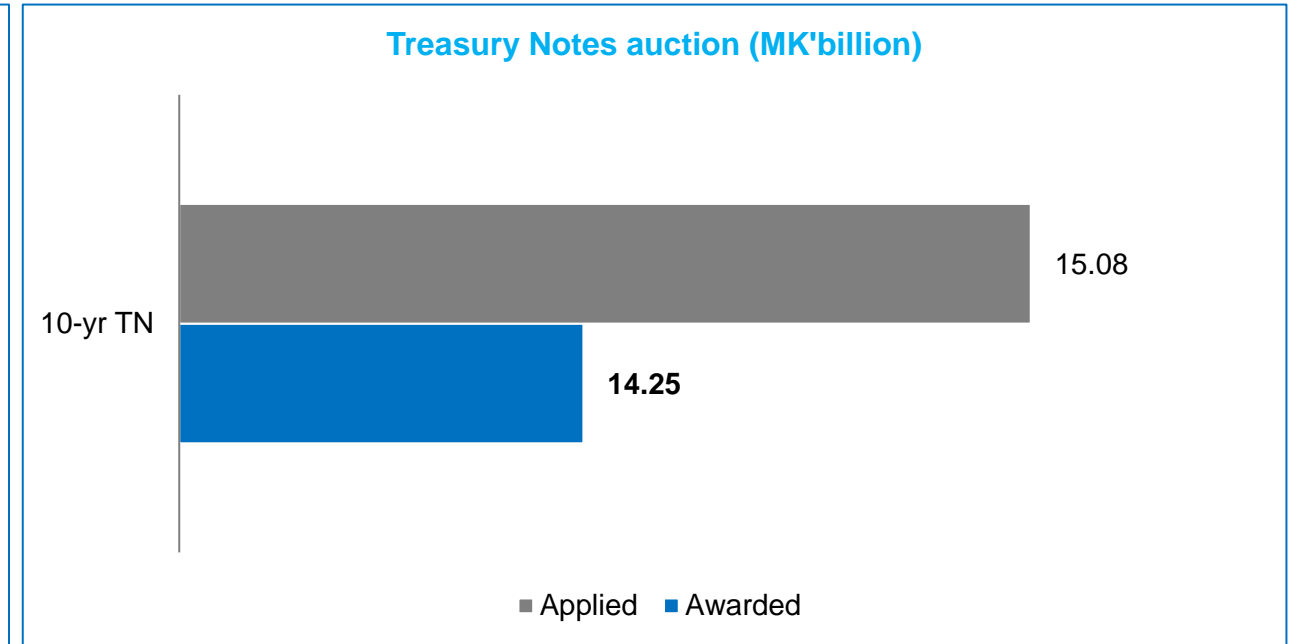 Treasury Notes auction (MK'billion)
15.08
10-yr TN
14.25
Applied Awarded